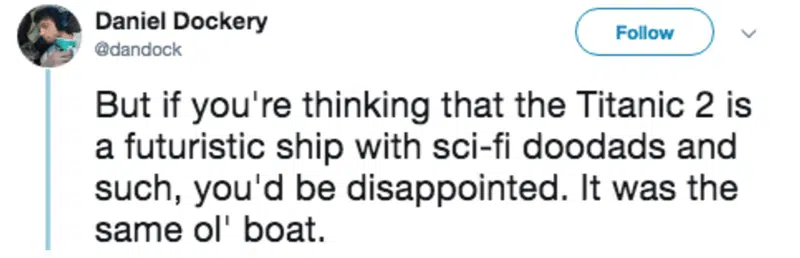 Daniel Dockery
@dandock
Follow
But if you're thinking that the Titanic 2 is
a futuristic ship with sci-fi doodads and
such, you'd be disappointed. It was the
same ol' boat.